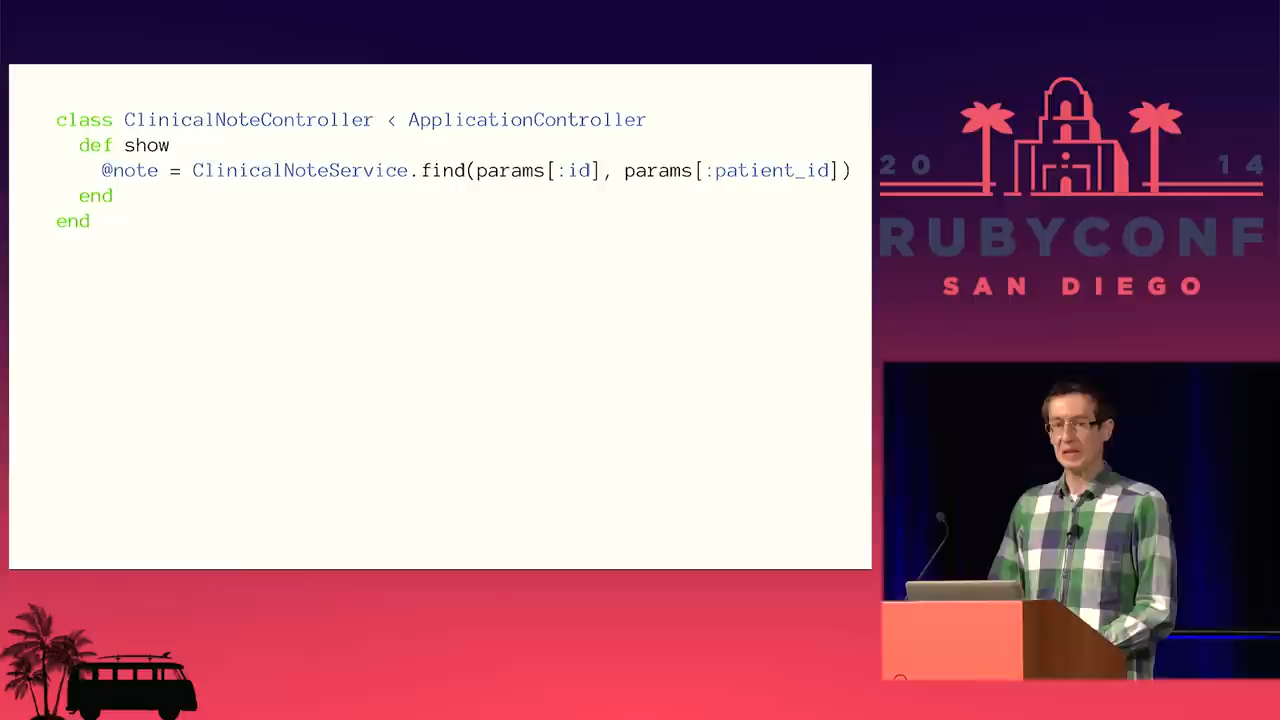 class ClinicalNoteController < ApplicationController
  def show
    @note = ClinicalNoteService.find(params[:id], params[:patient_id])
  end
end
20 14
RUBYCONF
SAN DIEGO